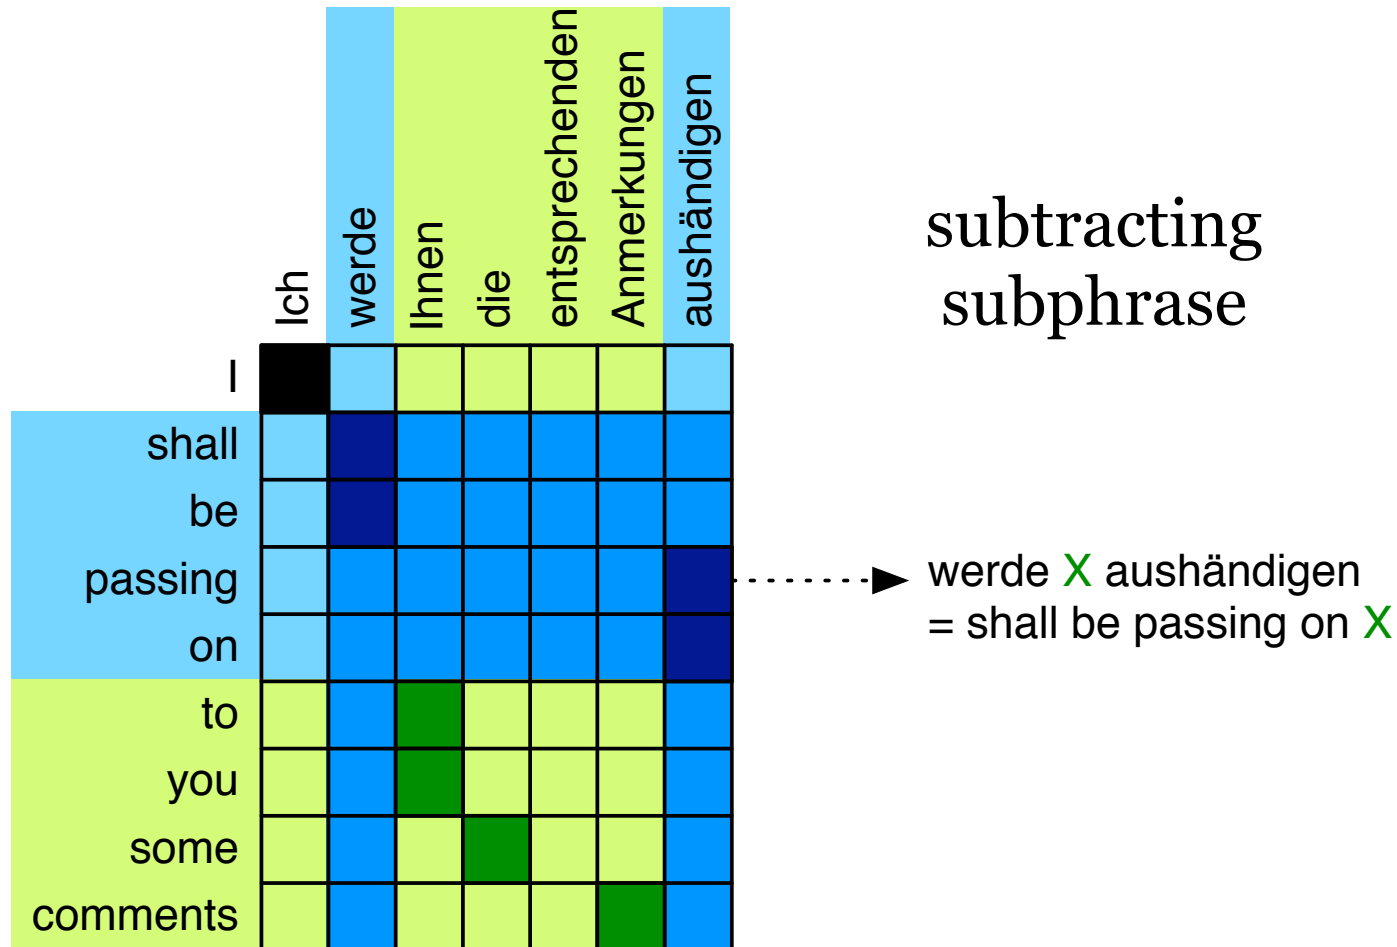 Ich
werde
Ihnen
die
entsprechenden
Anmerkungen
aushändigen
subtracting
subphrase
I
shall
be
passing
on
to
you
some
comments
werde X aushändigen
= shall be passing on X